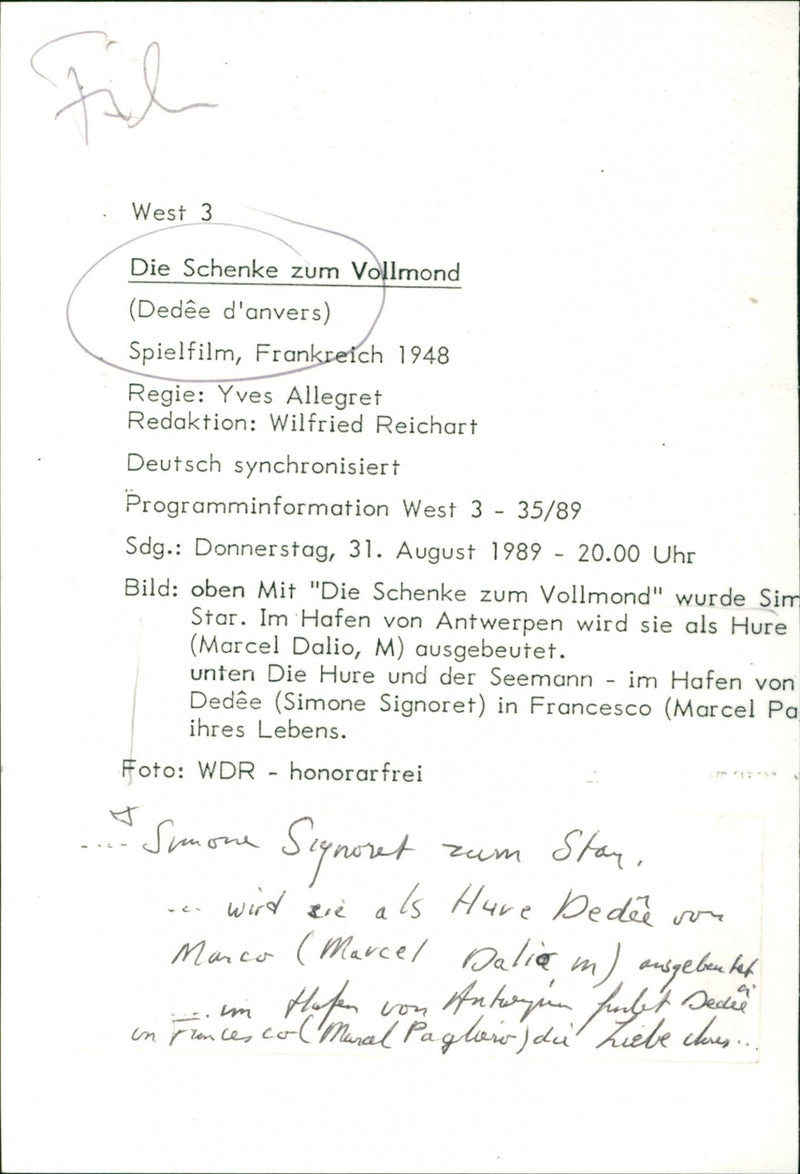 Film
West 3
Die Schenke zum Vollmond
(Dedêe d'anvers)
Spielfilm, Frankreich 1948
Regie: Yves Allegret
Redaktion: Wilfried Reichart
Deutsch synchronisiert
Programminformation West 3 - 35/89
Sdg.: Donnerstag, 31. August 1989 - 20.00 Uhr
Bild: oben Mit "Die Schenke zum Vollmond" wurde Sim
Star. Im Hafen von Antwerpen wird sie als Hure
(Marcel Dalio, M) ausgebeutet.
unten Die Hure und der Seemann - im Hafen von
Dedêe (Simone Signoret) in Francesco (Marcel Pa
ihres Lebens.
Foto: WDR - honorarfrei
.... Simone Signoret zum Star.
... wird sie als Hure Dedêe von
Marco (Marcel Dalio m) ausgebeutet
.... im Hafen von Antwerpen findet Dedêe
in Francesco (Marcel Pagliero) die Liebe ihres...